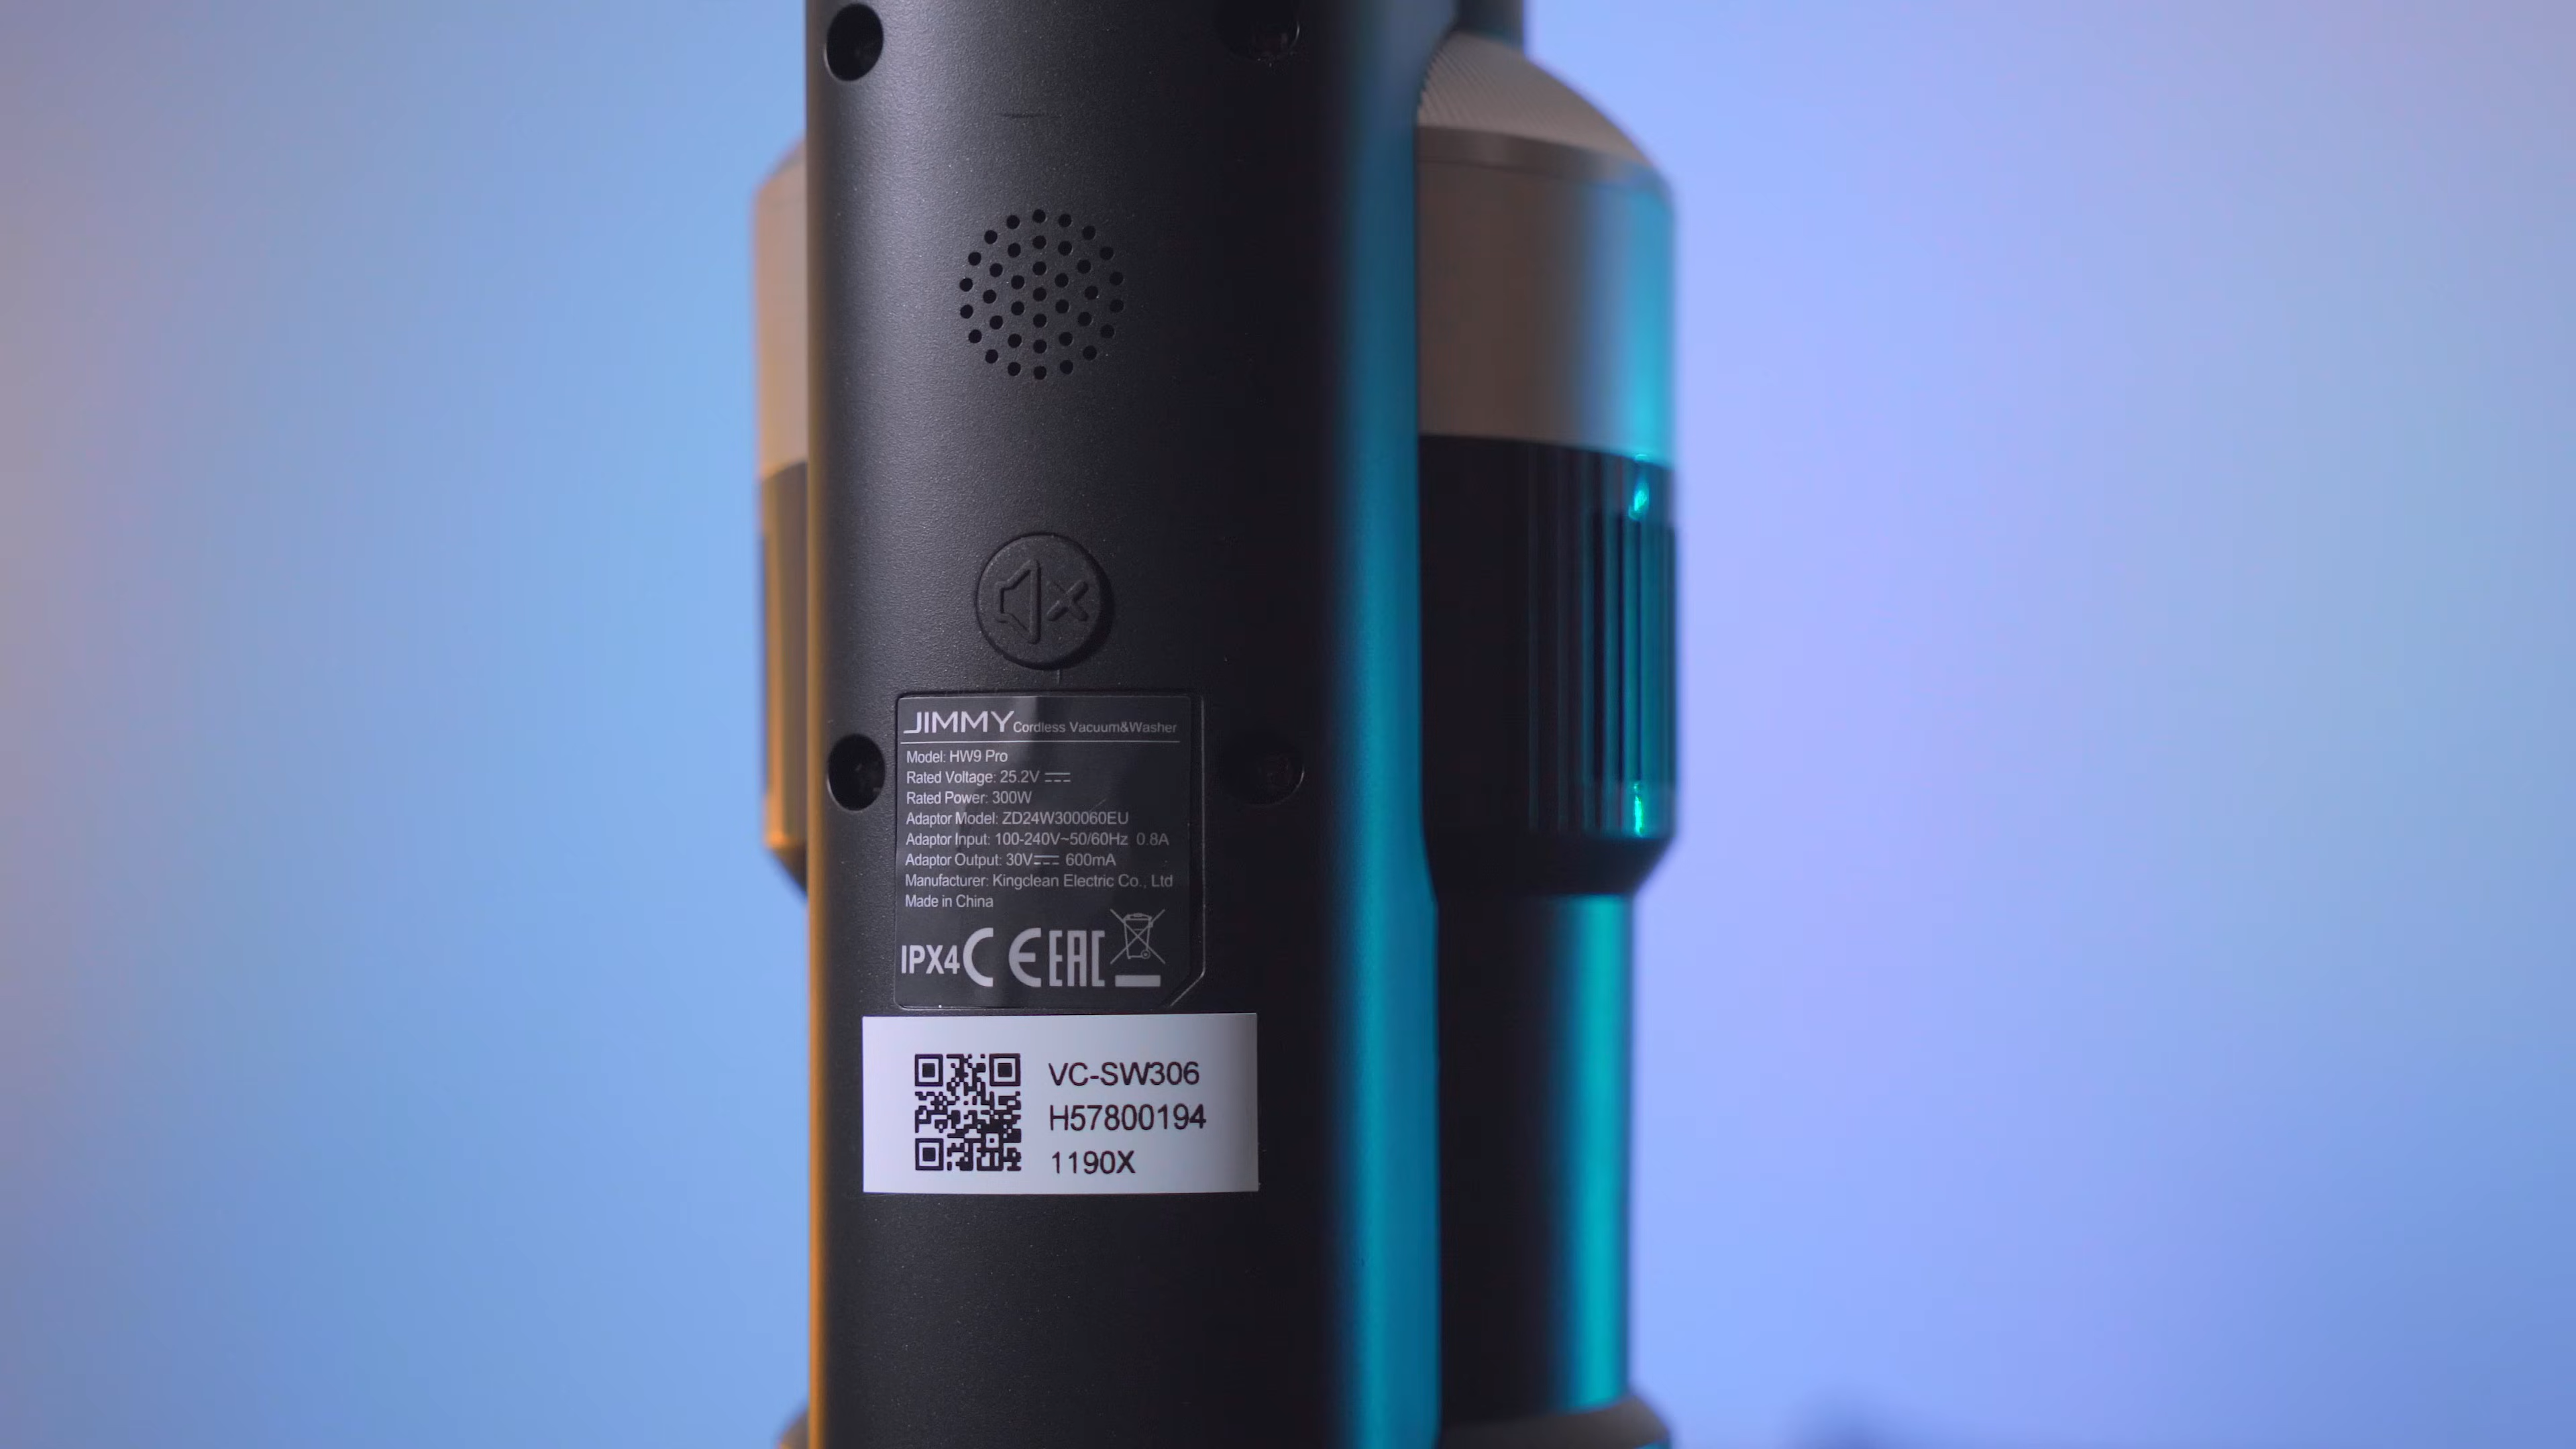 JIMMY Cordless Vacuum&Washer
Model: HW9 Pro
Rated Voltage: 25.2V ⎓
Rated Power: 300W
Adaptor Model: ZD24W300060EU
Adaptor Input: 100-240V~50/60Hz 0.8A
Adaptor Output: 30V⎓ 600mA
Manufacturer: Kingclean Electric Co., Ltd
Made in China
IPX4 CE EAC
VC-SW306
H57800194
1190X